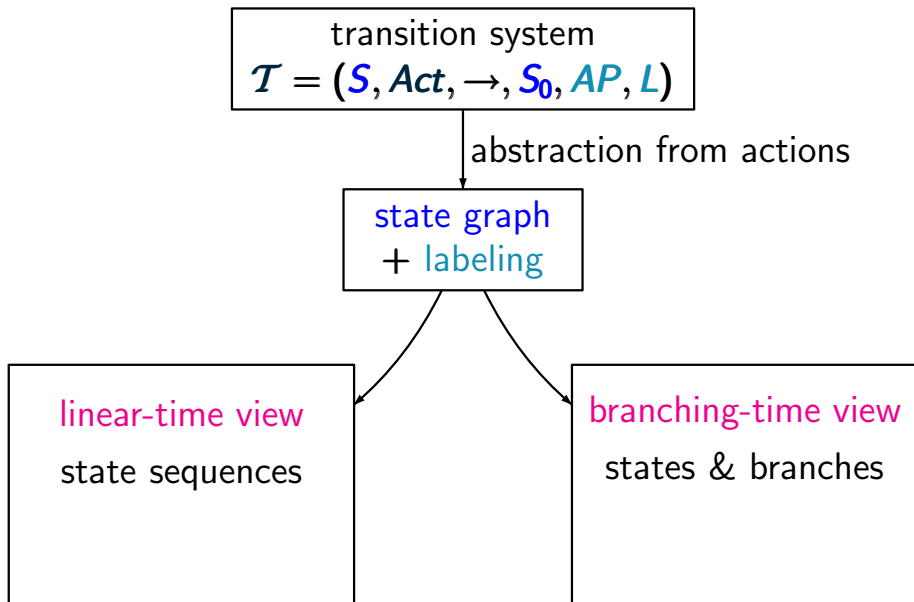 transition system
𝒯 = (S, Act, →, S₀, AP, L)
abstraction from actions
state graph
+ labeling
linear-time view
state sequences
branching-time view
states & branches